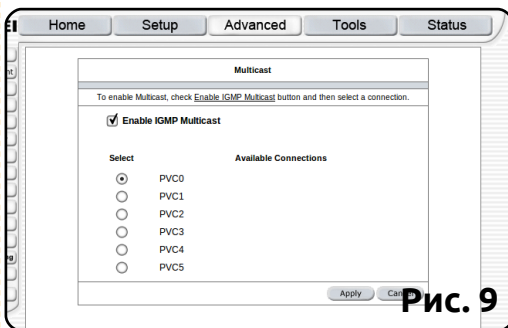 Home Setup Advanced Tools Status
Multicast
To enable Multicast, check Enable IGMP Multicast button and then select a connection.
Enable IGMP Multicast
Select Available Connections
PVC0
PVC1
PVC2
PVC3
PVC4
PVC5
Apply
Рис. 9